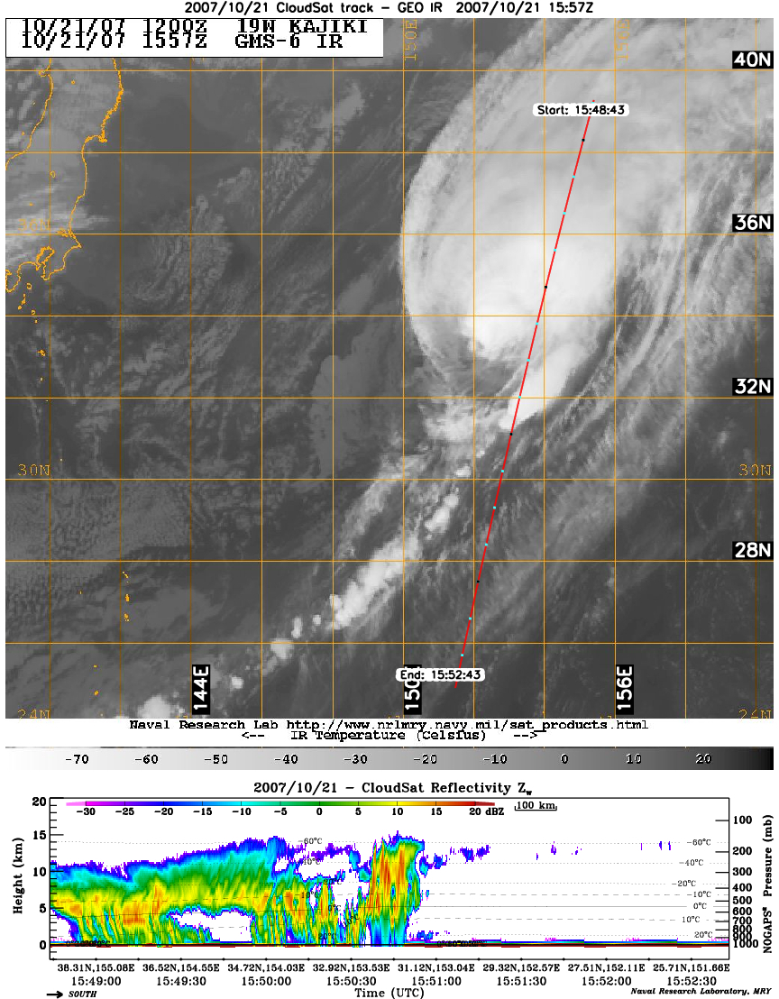 2007/10/21 CloudSat track - GEO IR 2007/10/21 15:57Z
10/21/07 1200Z 19W KAJIKI
10/21/07 1557Z GMS-6 IR
150E
40N
Start: 15:48:43
36N
32N
30N 30N
28N
144E 150 156E
End: 15:52:43
24N 24N
Naval Research Lab http://www.nrlmry.navy.mil/sat_products.html
<-- IR Temperature (Celsius) -->
-70 -60 -50 -40 -30 -20 -10 0 10 20
2007/10/21 - CloudSat Reflectivity Zw
-30 -25 -20 -15 -10 -5 0 5 10 15 20 dBZ
100 km
20
15
10
5
0
Height (km)
-60°C -60°C
-40°C -40°C
-20°C
-10°C
0°C 0°C
10°C 10°C
20°C
100
200
300
400
500
600
700
800
900
1000
NOGAPS* Pressure (mb)
38.31N,155.08E 36.52N,154.55E 34.72N,154.03E 32.92N,153.53E 31.12N,153.04E 29.32N,152.57E 27.51N,152.11E 25.71N,151.66E
15:49:00 15:49:30 15:50:00 15:50:30 15:51:00 15:51:30 15:52:00 15:52:30
SOUTH
Time (UTC)
Naval Research Laboratory, MRY